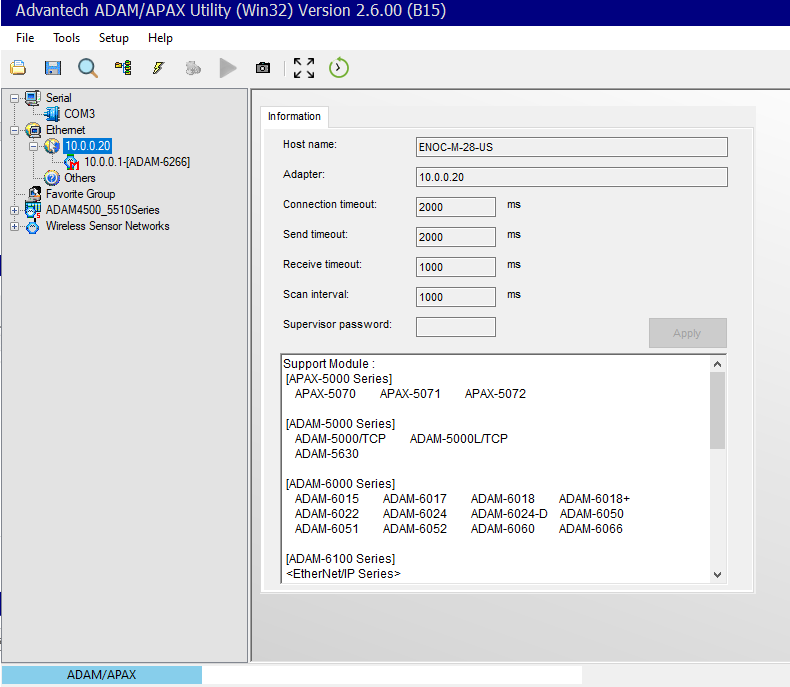 Advantech ADAM/APAX Utility (Win32) Version 2.6.00 (B15)
File Tools Setup Help
Serial
COM3
Ethernet
10.0.0.20
10.0.0.1-[ADAM-6266]
Others
Favorite Group
ADAM4500_5510Series
Wireless Sensor Networks
Information
Host name: ENOC-M-28-US
Adapter: 10.0.0.20
Connection timeout: 2000 ms
Send timeout: 2000 ms
Receive timeout: 1000 ms
Scan interval: 1000 ms
Supervisor password:
Apply
Support Module :
[APAX-5000 Series]
APAX-5070 APAX-5071 APAX-5072
[ADAM-5000 Series]
ADAM-5000/TCP ADAM-5000L/TCP
ADAM-5630
[ADAM-6000 Series]
ADAM-6015 ADAM-6017 ADAM-6018 ADAM-6018+
ADAM-6022 ADAM-6024 ADAM-6024-D ADAM-6050
ADAM-6051 ADAM-6052 ADAM-6060 ADAM-6066
[ADAM-6100 Series]
<EtherNet/IP Series>
ADAM/APAX